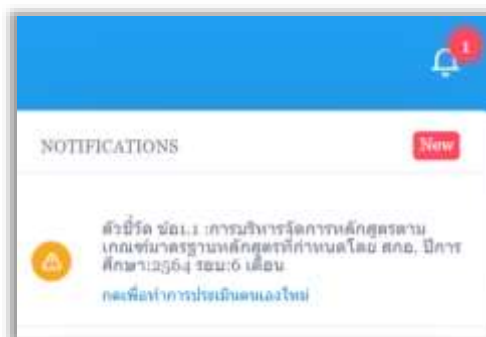 1
NOTIFICATIONS
New
ตัวชี้วัด ข้อ1.1 :การบริหารจัดการหลักสูตรตาม
เกณฑ์มาตรฐานหลักสูตรที่กำหนดโดย สกอ. ปีการ
ศึกษา:2564 รอบ:6 เดือน
กดเพื่อทำการประเมินตนเองใหม่